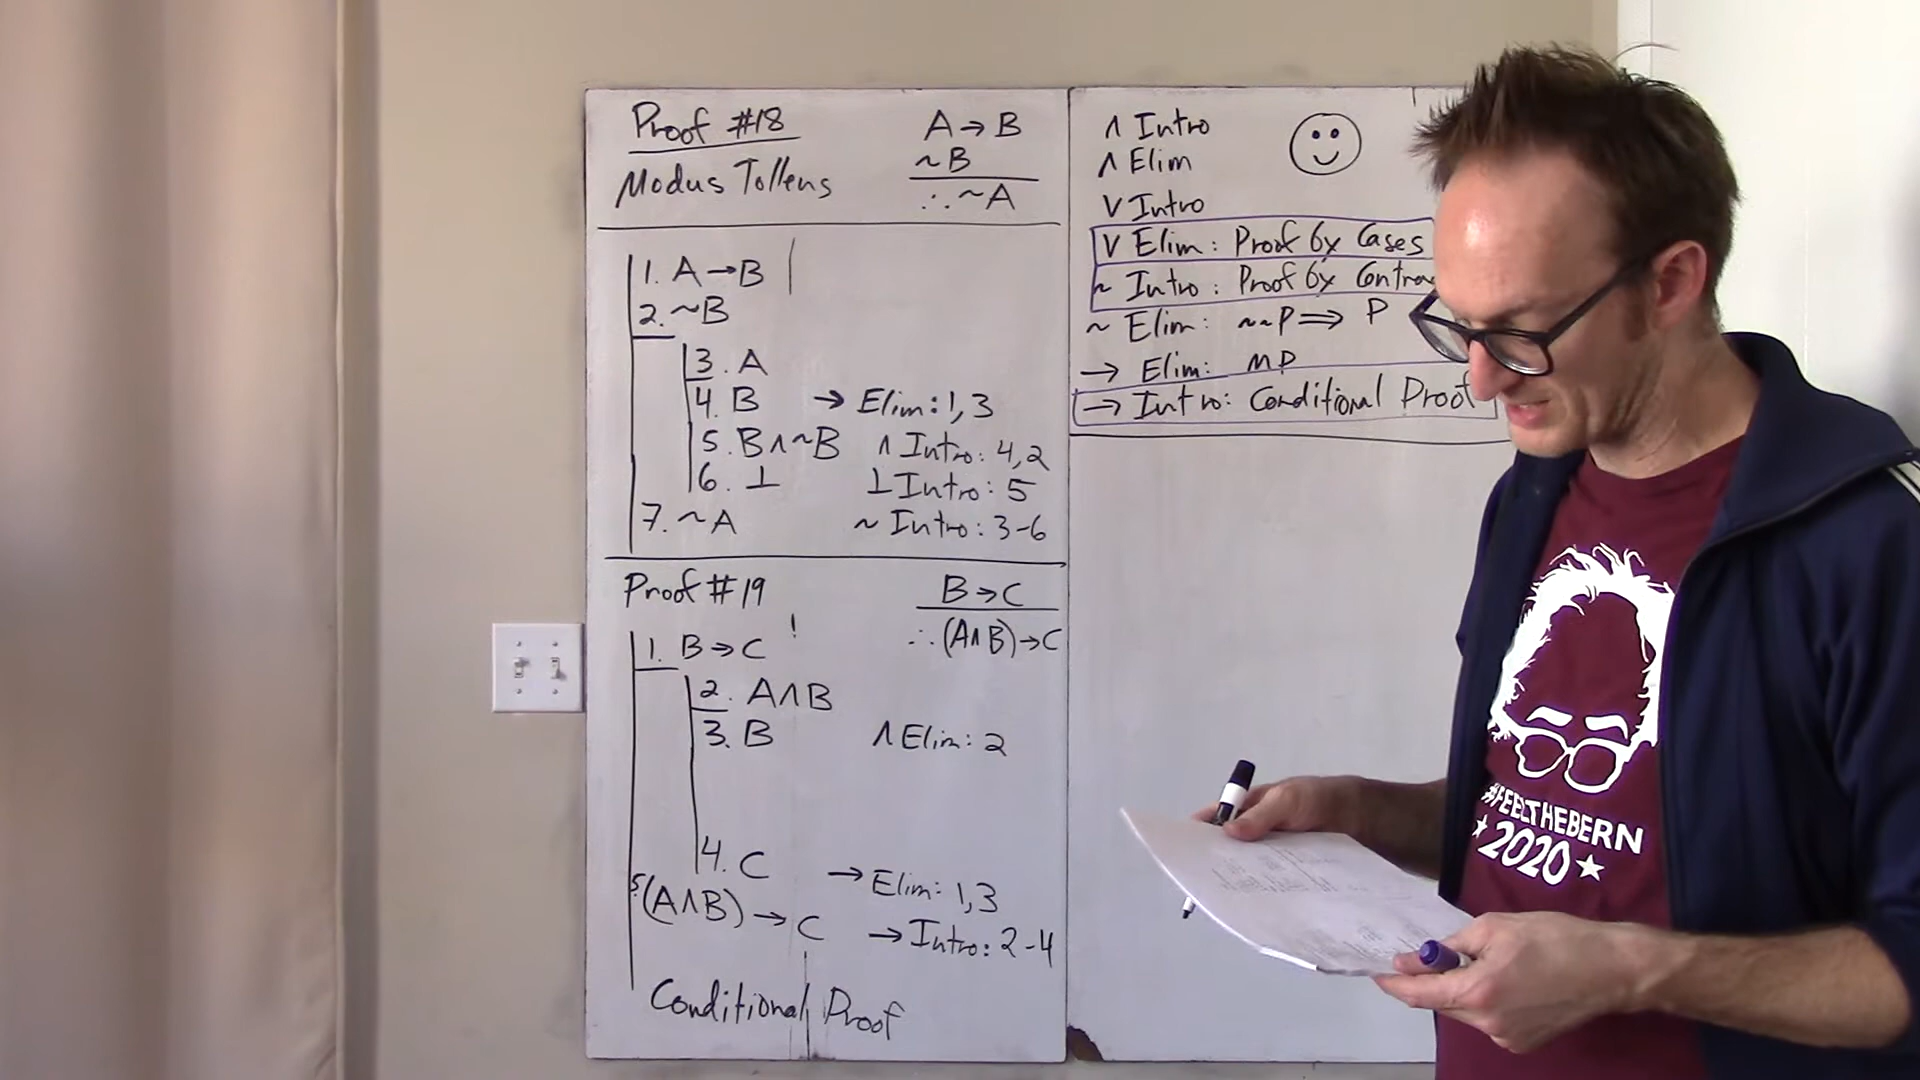 Proof #18
Modus Tollens
A → B
~B
∴ ~A
1. A → B
2. ~B
3. A
4. B → Elim: 1,3
5. B ∧ ~B ∧ Intro: 4,2
6. ⊥ ⊥ Intro: 5
7. ~A ~ Intro: 3-6
Proof #19
B → C
∴ (A ∧ B) → C
1. B → C
2. A ∧ B
3. B ∧ Elim: 2
4. C → Elim: 1,3
5. (A ∧ B) → C → Intro: 2-4
Conditional Proof
∧ Intro
∧ Elim
∨ Intro
∨ Elim: Proof by Cases
~ Intro: Proof by Contra
~ Elim: ~~P ⇒ P
→ Elim: MP
→ Intro: Conditional Proof
#FEELTHEBERN
2020